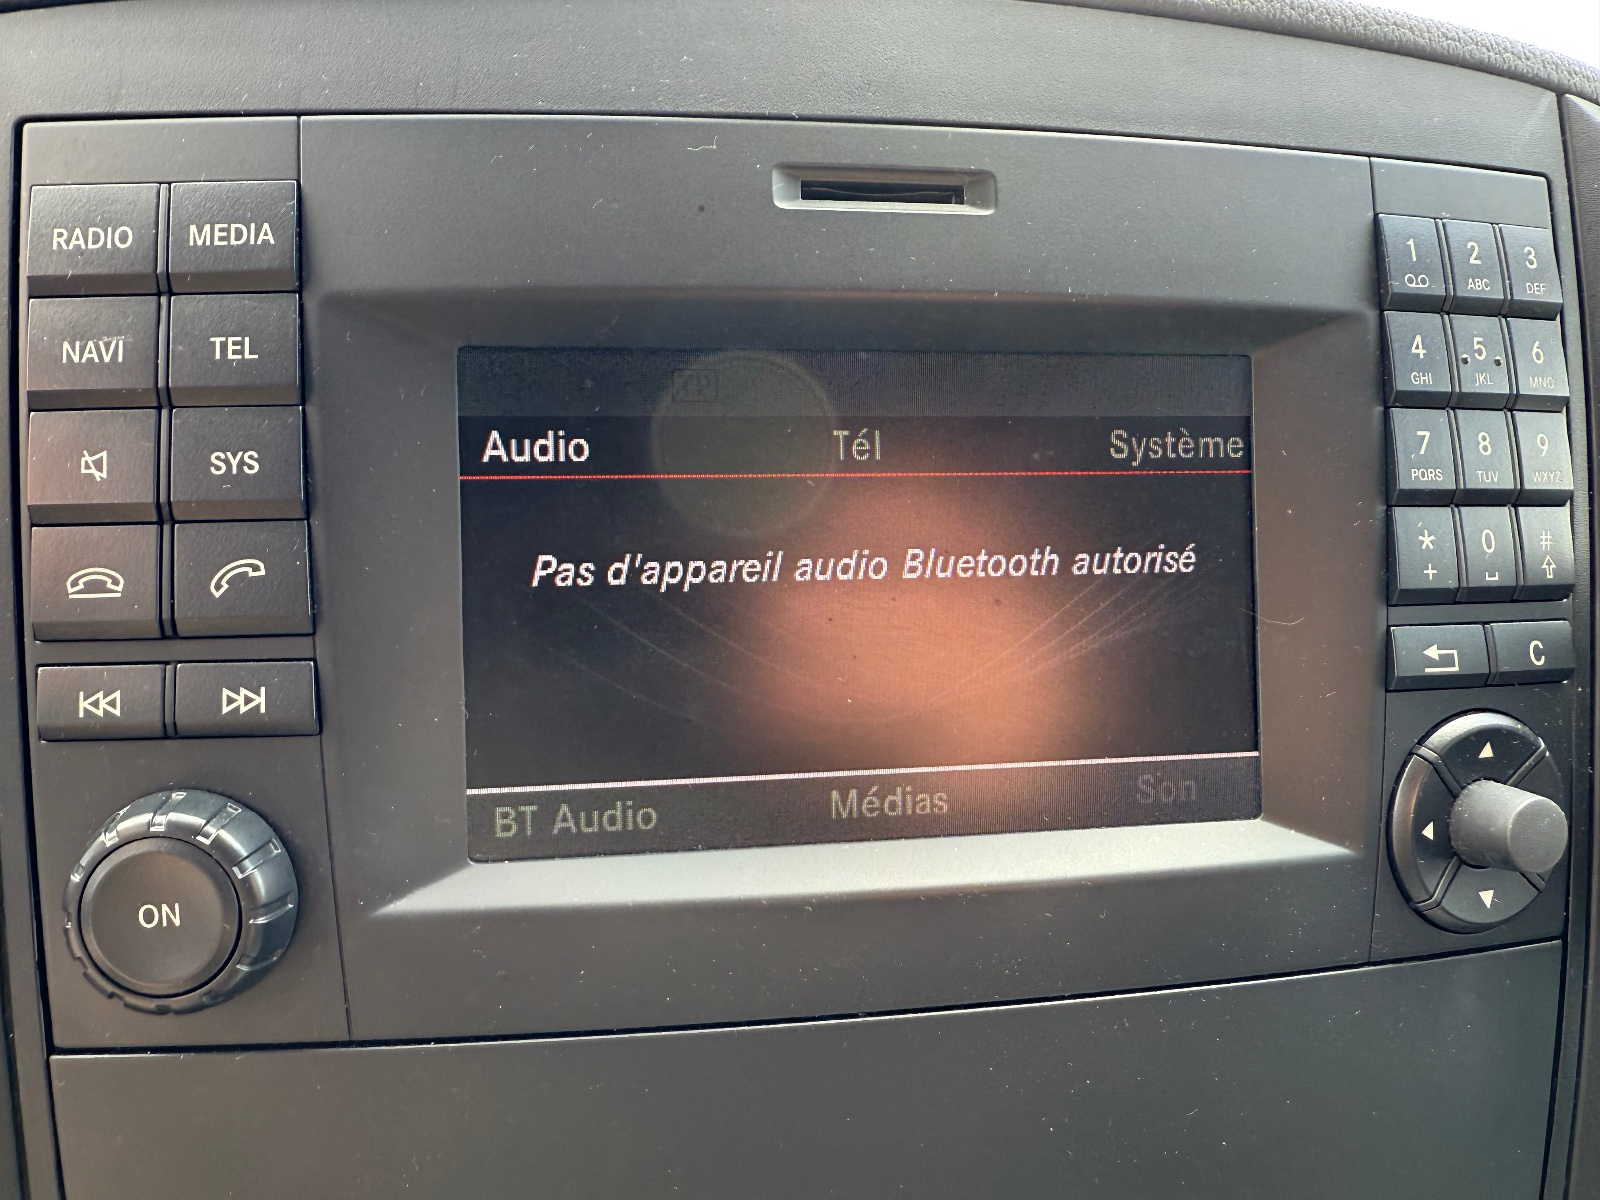 RADIO MEDIA
NAVI TEL
SYS
ON
Audio Tél Système
Pas d'appareil audio Bluetooth autorisé
BT Audio Médias Son
1 2 ABC 3 DEF
4 GHI 5 JKL 6 MNO
7 PQRS 8 TUV 9 WXYZ
* + 0 #
C